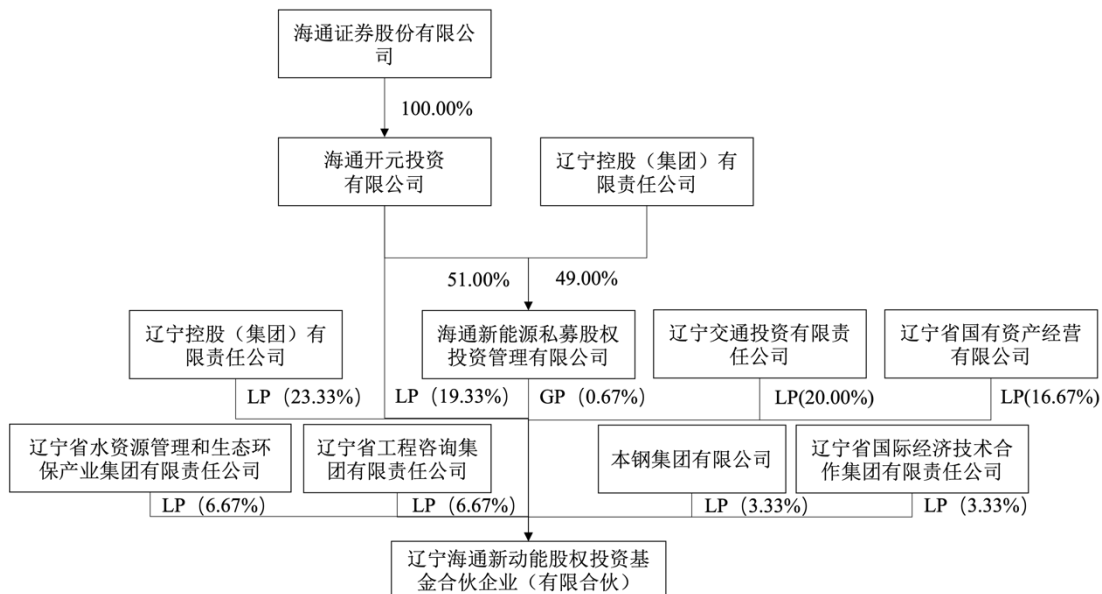 海通证券股份有限公
司
100.00%
海通开元投资
有限公司
辽宁控股（集团）有
限责任公司
51.00%
49.00%
辽宁控股（集团）有
限责任公司
海通新能源私募股权
投资管理有限公司
辽宁交通投资有限责
任公司
辽宁省国有资产经营
有限公司
LP（23.33%）
LP（19.33%）
GP（0.67%）
LP(20.00%)
LP(16.67%)
辽宁省水资源管理和生态环
保产业集团有限责任公司
辽宁省工程咨询集
团有限责任公司
本钢集团有限公司
辽宁省国际经济技术合
作集团有限责任公司
LP（6.67%）
LP（6.67%）
LP（3.33%）
LP（3.33%）
辽宁海通新动能股权投资基
金合伙企业（有限合伙）